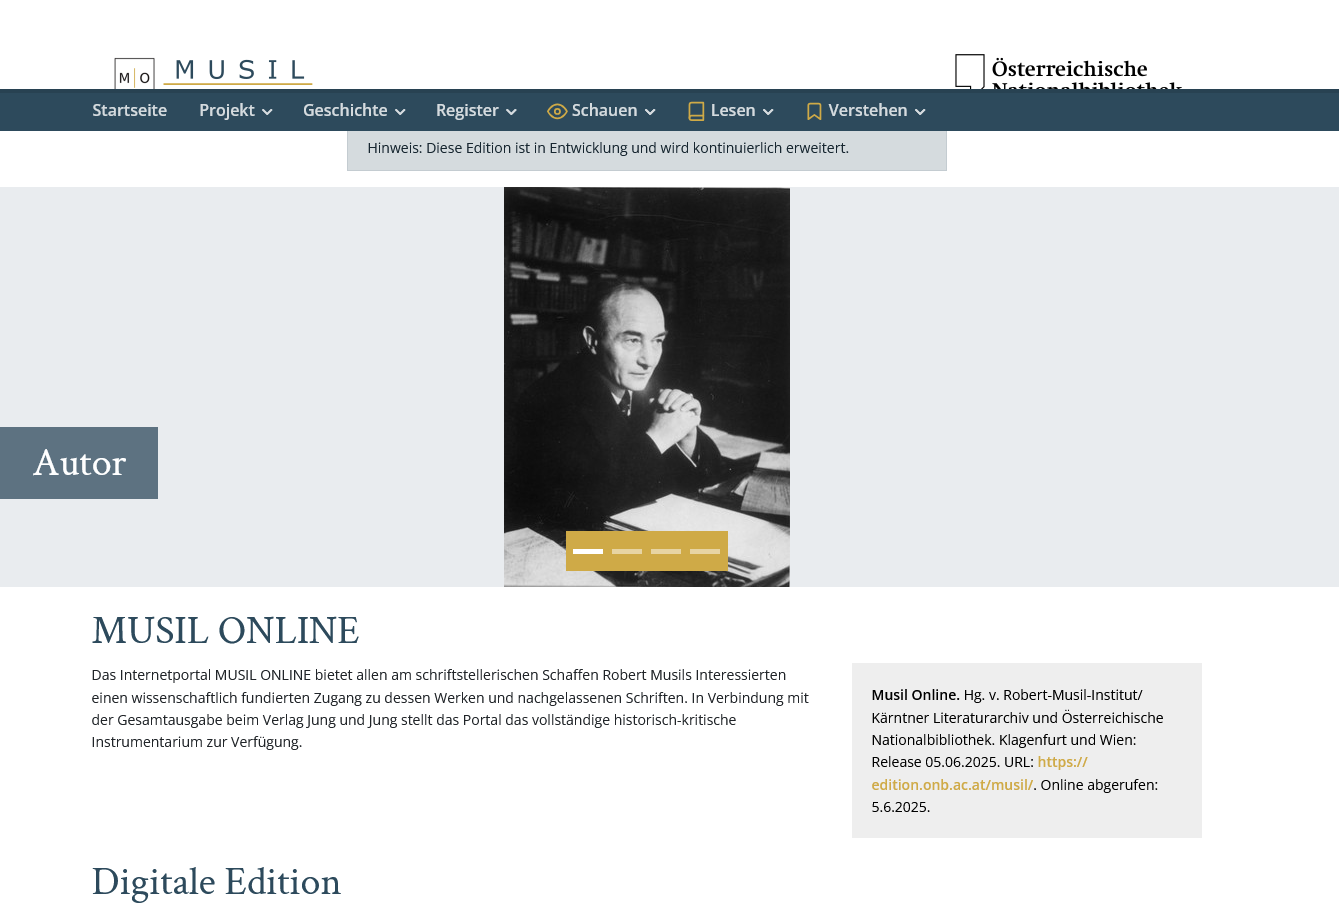 M|O MUSIL
Österreichische
Nationalbibliothek
Startseite Projekt Geschichte Register Schauen Lesen Verstehen
Hinweis: Diese Edition ist in Entwicklung und wird kontinuierlich erweitert.
Autor
MUSIL ONLINE
Das Internetportal MUSIL ONLINE bietet allen am schriftstellerischen Schaffen Robert Musils Interessierten
einen wissenschaftlich fundierten Zugang zu dessen Werken und nachgelassenen Schriften. In Verbindung mit
der Gesamtausgabe beim Verlag Jung und Jung stellt das Portal das vollständige historisch-kritische
Instrumentarium zur Verfügung.
Musil Online. Hg. v. Robert-Musil-Institut/
Kärntner Literaturarchiv und Österreichische
Nationalbibliothek. Klagenfurt und Wien:
Release 05.06.2025. URL: https://
edition.onb.ac.at/musil/. Online abgerufen:
5.6.2025.
Digitale Edition